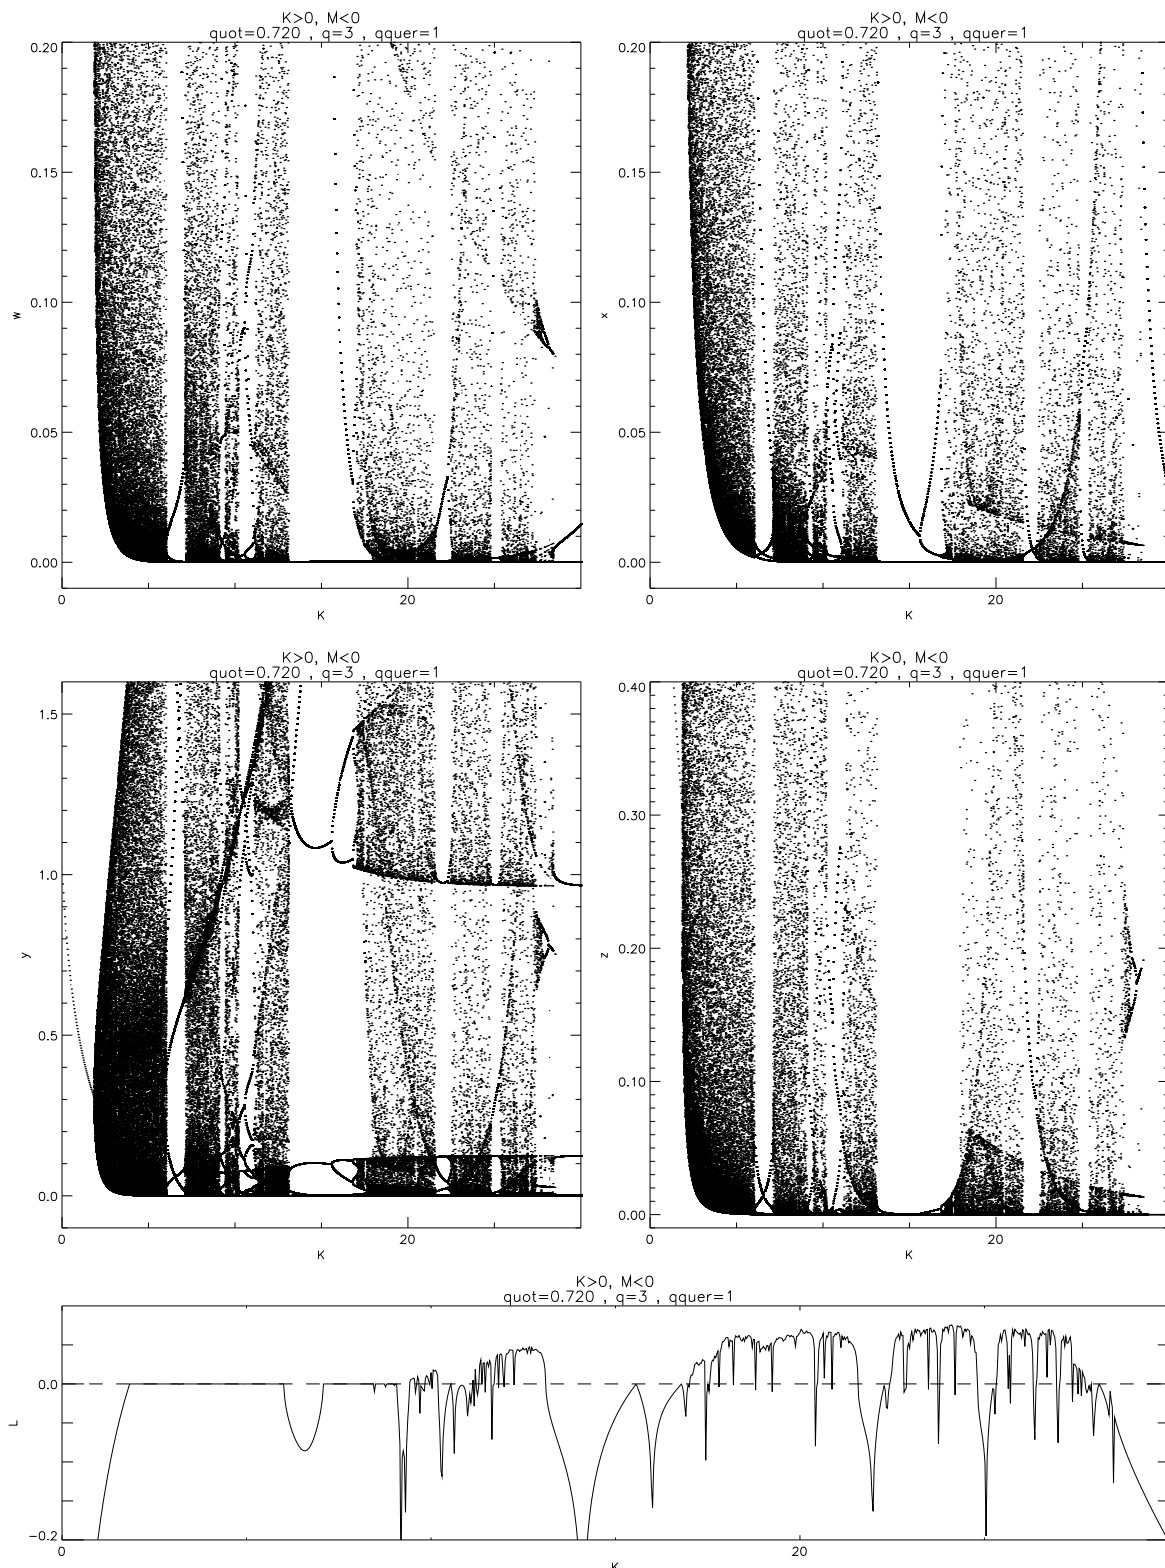 K>0, M<0
quot=0.720 , q=3 , qquer=1
0.20
0.15
0.10
0.05
0.00
w
0
20
K
K>0, M<0
quot=0.720 , q=3 , qquer=1
0.20
0.15
0.10
0.05
0.00
x
0
20
K
K>0, M<0
quot=0.720 , q=3 , qquer=1
1.5
1.0
0.5
0.0
y
0
20
K
K>0, M<0
quot=0.720 , q=3 , qquer=1
0.40
0.30
0.20
0.10
0.00
z
0
20
K
K>0, M<0
quot=0.720 , q=3 , qquer=1
0.0
-0.2
L
0
20
K